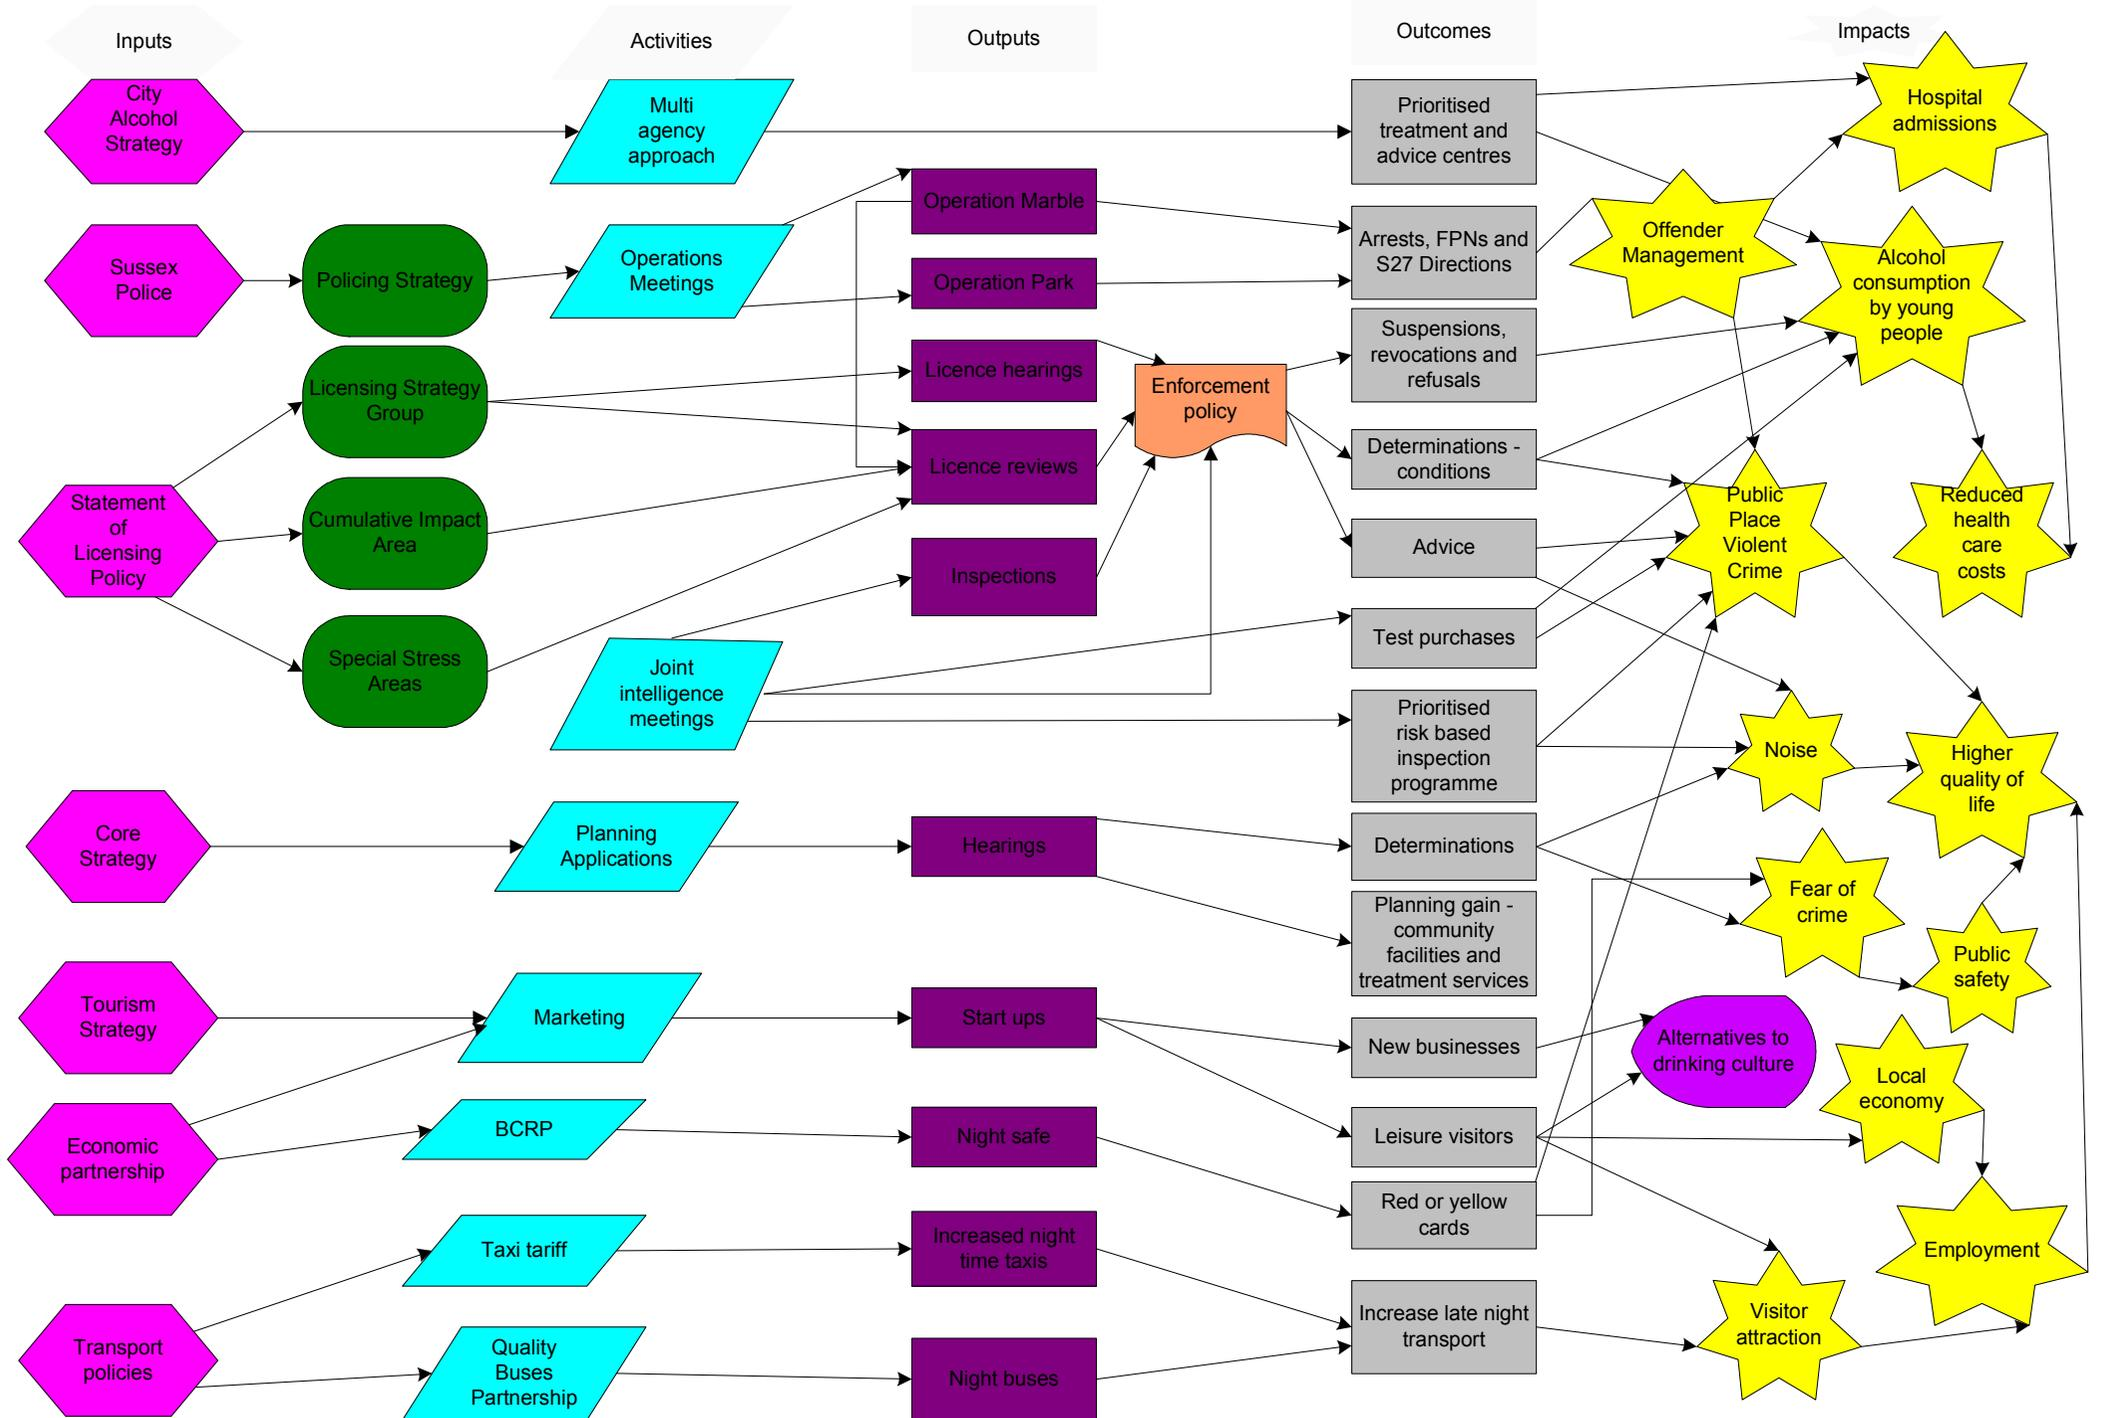 Inputs
Activities
Outputs
Outcomes
Impacts
City
Alcohol
Strategy
Multi
agency
approach
Prioritised
treatment and
advice centres
Hospital
admissions
Sussex
Police
Policing Strategy
Operations
Meetings
Operation Marble
Operation Park
Arrests, FPNs and
S27 Directions
Offender
Management
Alcohol
consumption
by young
people
Licensing Strategy
Group
Licence hearings
Enforcement
policy
Suspensions,
revocations and
refusals
Statement
of
Licensing
Policy
Cumulative Impact
Area
Licence reviews
Determinations -
conditions
Public
Place
Violent
Crime
Reduced
health
care
costs
Inspections
Advice
Special Stress
Areas
Joint
intelligence
meetings
Test purchases
Prioritised
risk based
inspection
programme
Noise
Higher
quality of
life
Core
Strategy
Planning
Applications
Hearings
Determinations
Fear of
crime
Planning gain -
community
facilities and
treatment services
Public
safety
Tourism
Strategy
Marketing
Start ups
New businesses
Alternatives to
drinking culture
Local
economy
Economic
partnership
BCRP
Night safe
Leisure visitors
Red or yellow
cards
Taxi tariff
Increased night
time taxis
Employment
Transport
policies
Quality
Buses
Partnership
Night buses
Increase late night
transport
Visitor
attraction